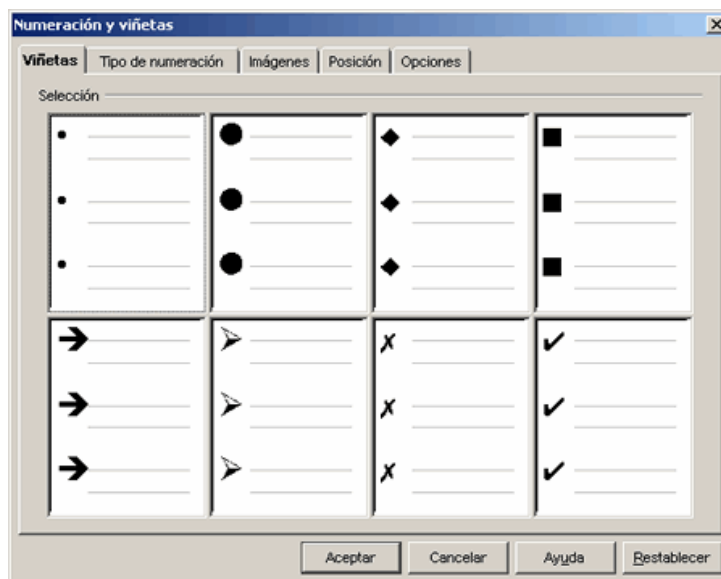 Numeración y viñetas
Viñetas Tipo de numeración Imágenes Posición Opciones
Selección
Aceptar Cancelar Ayuda Restablecer